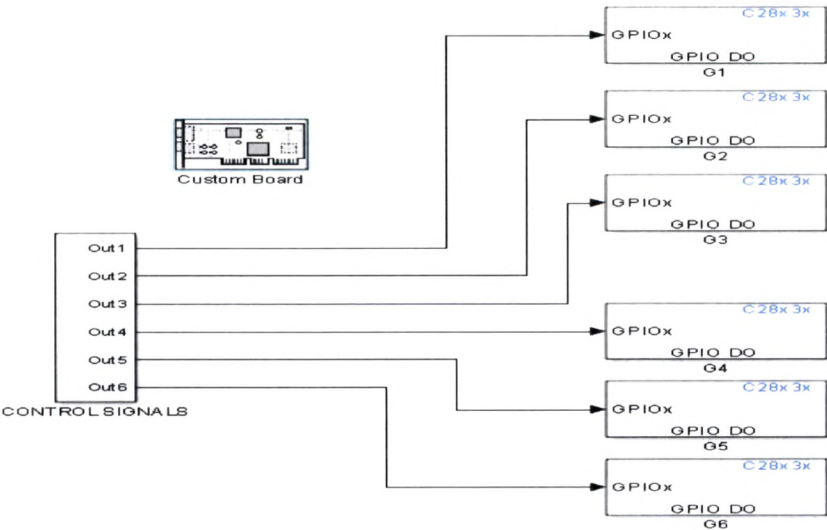 C28x3x
GPIOx
GPIO DO
G1
C28x3x
GPIOx
GPIO DO
G2
Custom Board
C28x3x
GPIOx
GPIO DO
G3
Out1
Out2
Out3
Out4
Out5
Out6
CONTROL SIGNALS
C28x3x
GPIOx
GPIO DO
G4
C28x3x
GPIOx
GPIO DO
G5
C28x3x
GPIOx
GPIO DO
G6